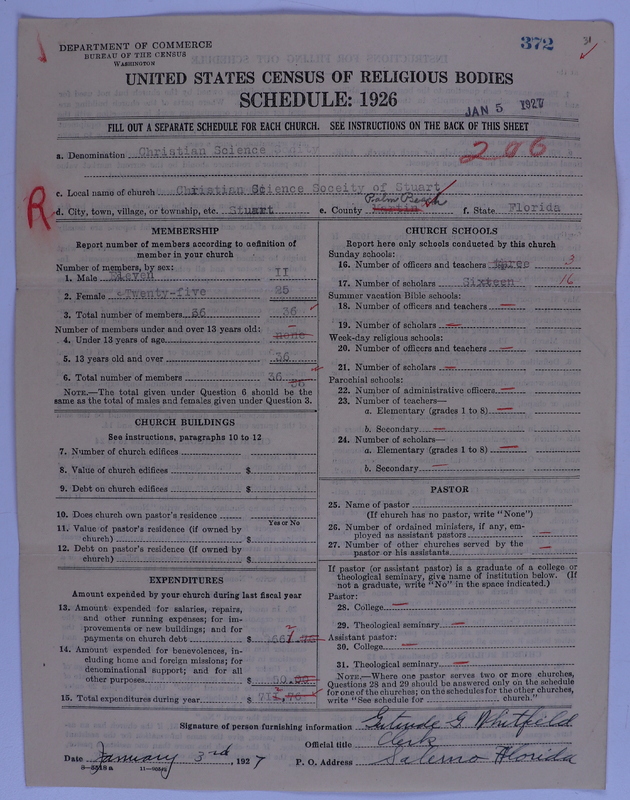 DEPARTMENT OF COMMERCE
BUREAU OF THE CENSUS
WASHINGTON
372
31
UNITED STATES CENSUS OF RELIGIOUS BODIES
SCHEDULE: 1926
JAN 5 1927
FILL OUT A SEPARATE SCHEDULE FOR EACH CHURCH. SEE INSTRUCTIONS ON THE BACK OF THIS SHEET
a. Denomination Christian Science
206
c. Local name of church Christian Science Soceity of Stuart
Palm Beach
R
d. City, town, village, or township, etc. Stuart e. County Martin f. State Florida
MEMBERSHIP
Report number of members according to definition of
member in your church
Number of members, by sex:
1. Male Eleven 11
2. Female Twenty-five 25
3. Total number of members 36 36
Number of members under and over 13 years old:
4. Under 13 years of age none
5. 13 years old and over 36
6. Total number of members 36 36
NOTE.—The total given under Question 6 should be
same as the total of males and females given under Question 3.
CHURCH BUILDINGS
See instructions, paragraphs 10 to 12
7. Number of church edifices
8. Value of church edifices $
9. Debt on church edifices $
10. Does church own pastor's residence
Yes or No
11. Value of pastor's residence (if owned by
church) $
12. Debt on pastor's residence (if owned by
church) $
EXPENDITURES
Amount expended by your church during last fiscal year
13. Amount expended for salaries, repairs,
and other running expenses; for im-
provements or new buildings; and for
payments on church debt $
14. Amount expended for benevolences, in-
cluding home and foreign missions; for
denominational support; and for all
other purposes $
15. Total expenditures during year $
CHURCH SCHOOLS
Report here only schools conducted by this church
Sunday schools:
16. Number of officers and teachers three 3
17. Number of scholars Sixteen 16
Summer vacation Bible schools:
18. Number of officers and teachers —
19. Number of scholars —
Week-day religious schools:
20. Number of officers and teachers —
21. Number of scholars —
Parochial schools:
22. Number of administrative officers —
23. Number of teachers—
a. Elementary (grades 1 to 8) —
b. Secondary —
24. Number of scholars—
a. Elementary (grades 1 to 8) —
b. Secondary —
PASTOR
25. Name of pastor
(If church has no pastor, write "None")
26. Number of ordained ministers, if any, em-
ployed as assistant pastors —
27. Number of other churches served by the
pastor or his assistants —
If pastor (or assistant pastor) is a graduate of a college or
theological seminary, give name of institution below. (If
not a graduate, write "No" in the space indicated.)
Pastor:
28. College —
29. Theological seminary —
Assistant pastor:
30. College —
31. Theological seminary —
NOTE.—Where one pastor serves two or more churches,
Questions 28 and 29 should be answered only on the schedule
for one of the churches; on the schedules for the other churches,
write "See schedule for church."
Signature of person furnishing information Gertrude G. Whitfield
Official title Clerk
Date January 3rd, 1927 P. O. Address Salerno Florida
8—5518a 11—00545